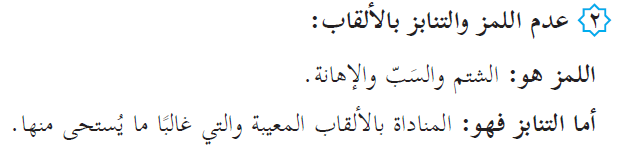 ٢ عدم اللمز والتنابز بالألقاب:
اللمز هو: الشتم والسَبّ والإهانة.
أما التنابز فهو: المناداة بالألقاب المعيبة والتي غالبًا ما يُستحى منها.